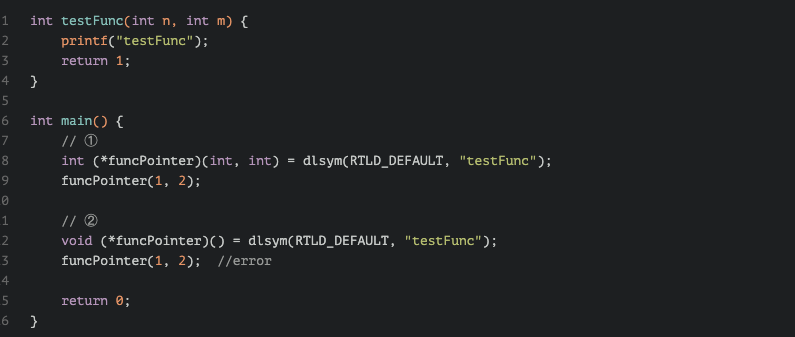 1 int testFunc(int n, int m) {
2     printf("testFunc");
3     return 1;
4 }
5
6 int main() {
7     // ①
8     int (*funcPointer)(int, int) = dlsym(RTLD_DEFAULT, "testFunc");
9     funcPointer(1, 2);
0
1     // ②
2     void (*funcPointer)() = dlsym(RTLD_DEFAULT, "testFunc");
3     funcPointer(1, 2);  //error
4
5     return 0;
6 }